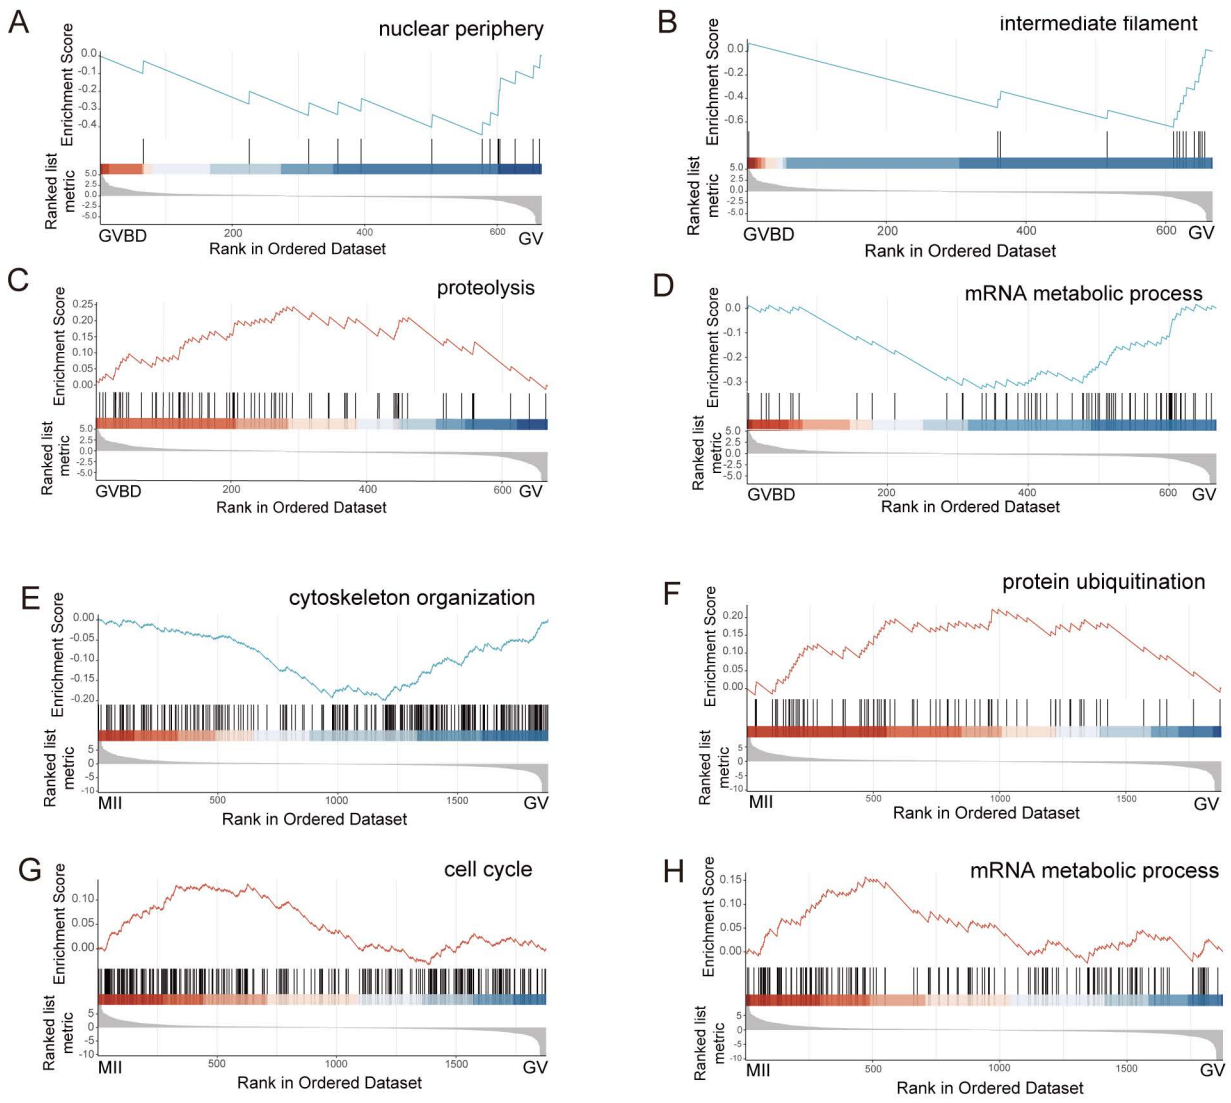 A
nuclear periphery
Enrichment Score
0.0
-0.1
-0.2
-0.3
-0.4
Ranked list
metric
5.0
2.5
0.0
-2.5
-5.0
200
400
600
GVBD
GV
Rank in Ordered Dataset
B
intermediate filament
Enrichment Score
0.0
-0.2
-0.4
-0.6
Ranked list
metric
5.0
2.5
0.0
-2.5
-5.0
200
400
600
GVBD
GV
Rank in Ordered Dataset
C
proteolysis
Enrichment Score
0.25
0.20
0.15
0.10
0.05
0.00
Ranked list
metric
5.0
2.5
0.0
-2.5
-5.0
200
400
600
GVBD
GV
Rank in Ordered Dataset
D
mRNA metabolic process
Enrichment Score
0.0
-0.1
-0.2
-0.3
Ranked list
metric
5.0
2.5
0.0
-2.5
-5.0
200
400
600
GVBD
GV
Rank in Ordered Dataset
E
cytoskeleton organization
Enrichment Score
0.00
-0.05
-0.10
-0.15
-0.20
Ranked list
metric
5
0
-5
-10
500
1000
1500
MII
GV
Rank in Ordered Dataset
F
protein ubiquitination
Enrichment Score
0.20
0.15
0.10
0.05
0.00
Ranked list
metric
5
0
-5
-10
500
1000
1500
MII
GV
Rank in Ordered Dataset
G
cell cycle
Enrichment Score
0.10
0.05
0.00
Ranked list
metric
5
0
-5
-10
500
1000
1500
MII
GV
Rank in Ordered Dataset
H
mRNA metabolic process
Enrichment Score
0.15
0.10
0.05
0.00
Ranked list
metric
5
0
-5
-10
500
1000
1500
MII
GV
Rank in Ordered Dataset